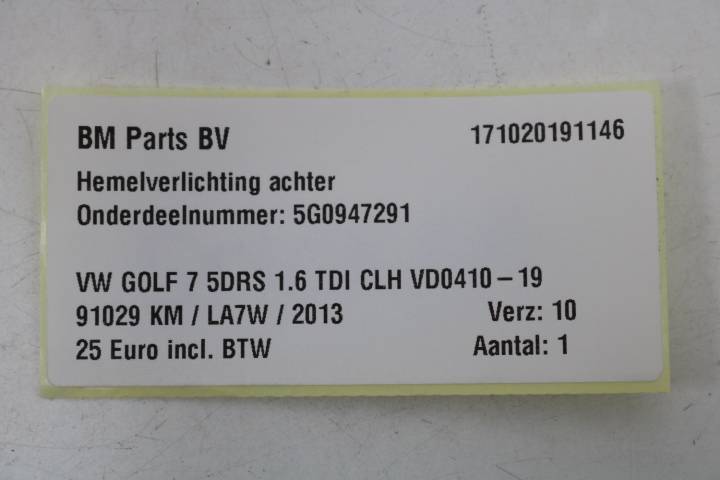 BM Parts BV 171020191146
Hemelverlichting achter
Onderdeelnummer: 5G0947291
VW GOLF 7 5DRS 1.6 TDI CLH VD0410 – 19
91029 KM / LA7W / 2013 Verz: 10
25 Euro incl. BTW Aantal: 1